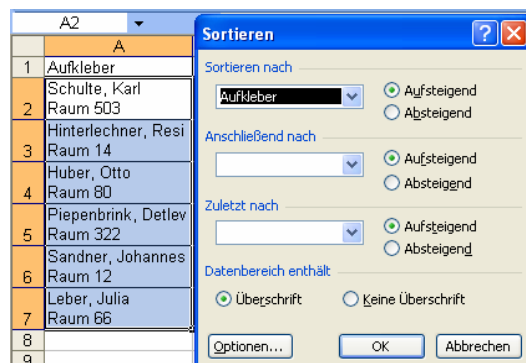 A2
A
1 Aufkleber
2 Schulte, Karl
Raum 503
3 Hinterlechner, Resi
Raum 14
4 Huber, Otto
Raum 80
5 Piepenbrink, Detlev
Raum 322
6 Sandner, Johannes
Raum 12
7 Leber, Julia
Raum 66
8
9
Sortieren
Sortieren nach
Aufkleber
Aufsteigend
Absteigend
Anschließend nach
Aufsteigend
Absteigend
Zuletzt nach
Aufsteigend
Absteigend
Datenbereich enthält
Überschrift Keine Überschrift
Optionen... OK Abbrechen